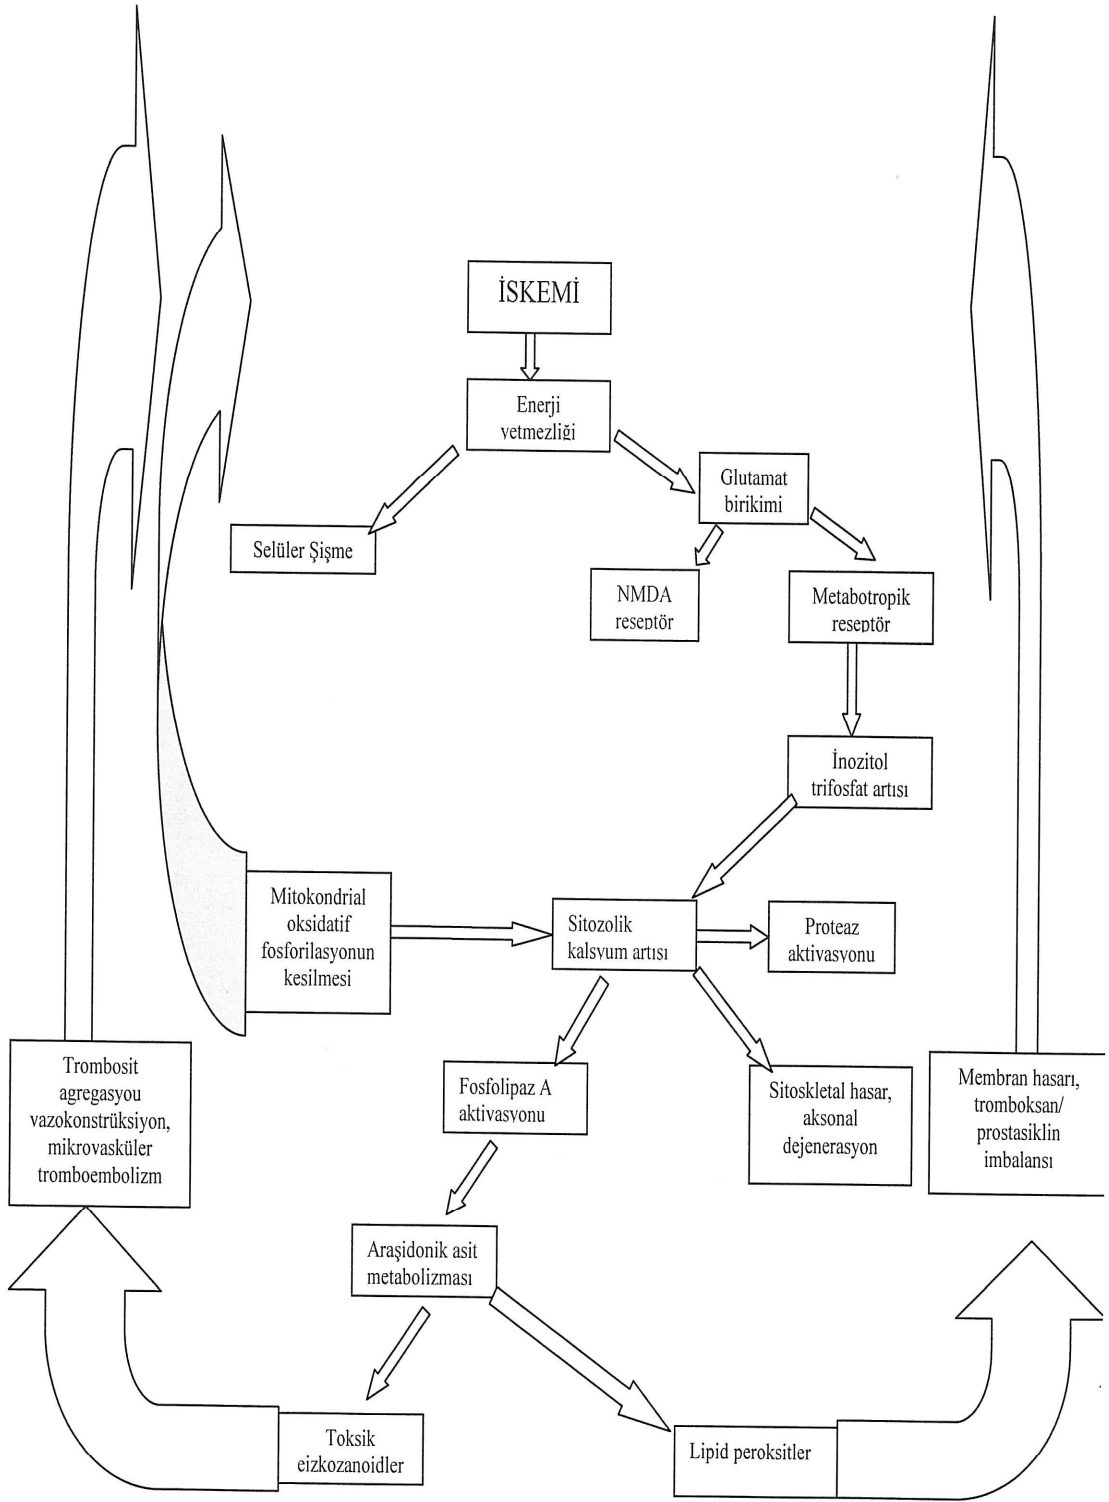 İSKEMİ
Enerji
yetmezliği
Glutamat
birikimi
Selüler Şişme
NMDA
reseptör
Metabotropik
reseptör
İnozitol
trifosfat artısı
Mitokondrial
oksidatif
fosforilasyonun
kesilmesi
Sitozolik
kalsyum artısı
Proteaz
aktivasyonu
Trombosit
agregasyou
vazokonstrüksiyon,
mikrovasküler
tromboembolizm
Fosfolipaz A
aktivasyonu
Sitoskletal hasar,
aksonal
dejenerasyon
Membran hasarı,
tromboksan/
prostasiklin
imbalansı
Araşidonik asit
metabolizması
Toksik
eizkozanoidler
Lipid peroksitler